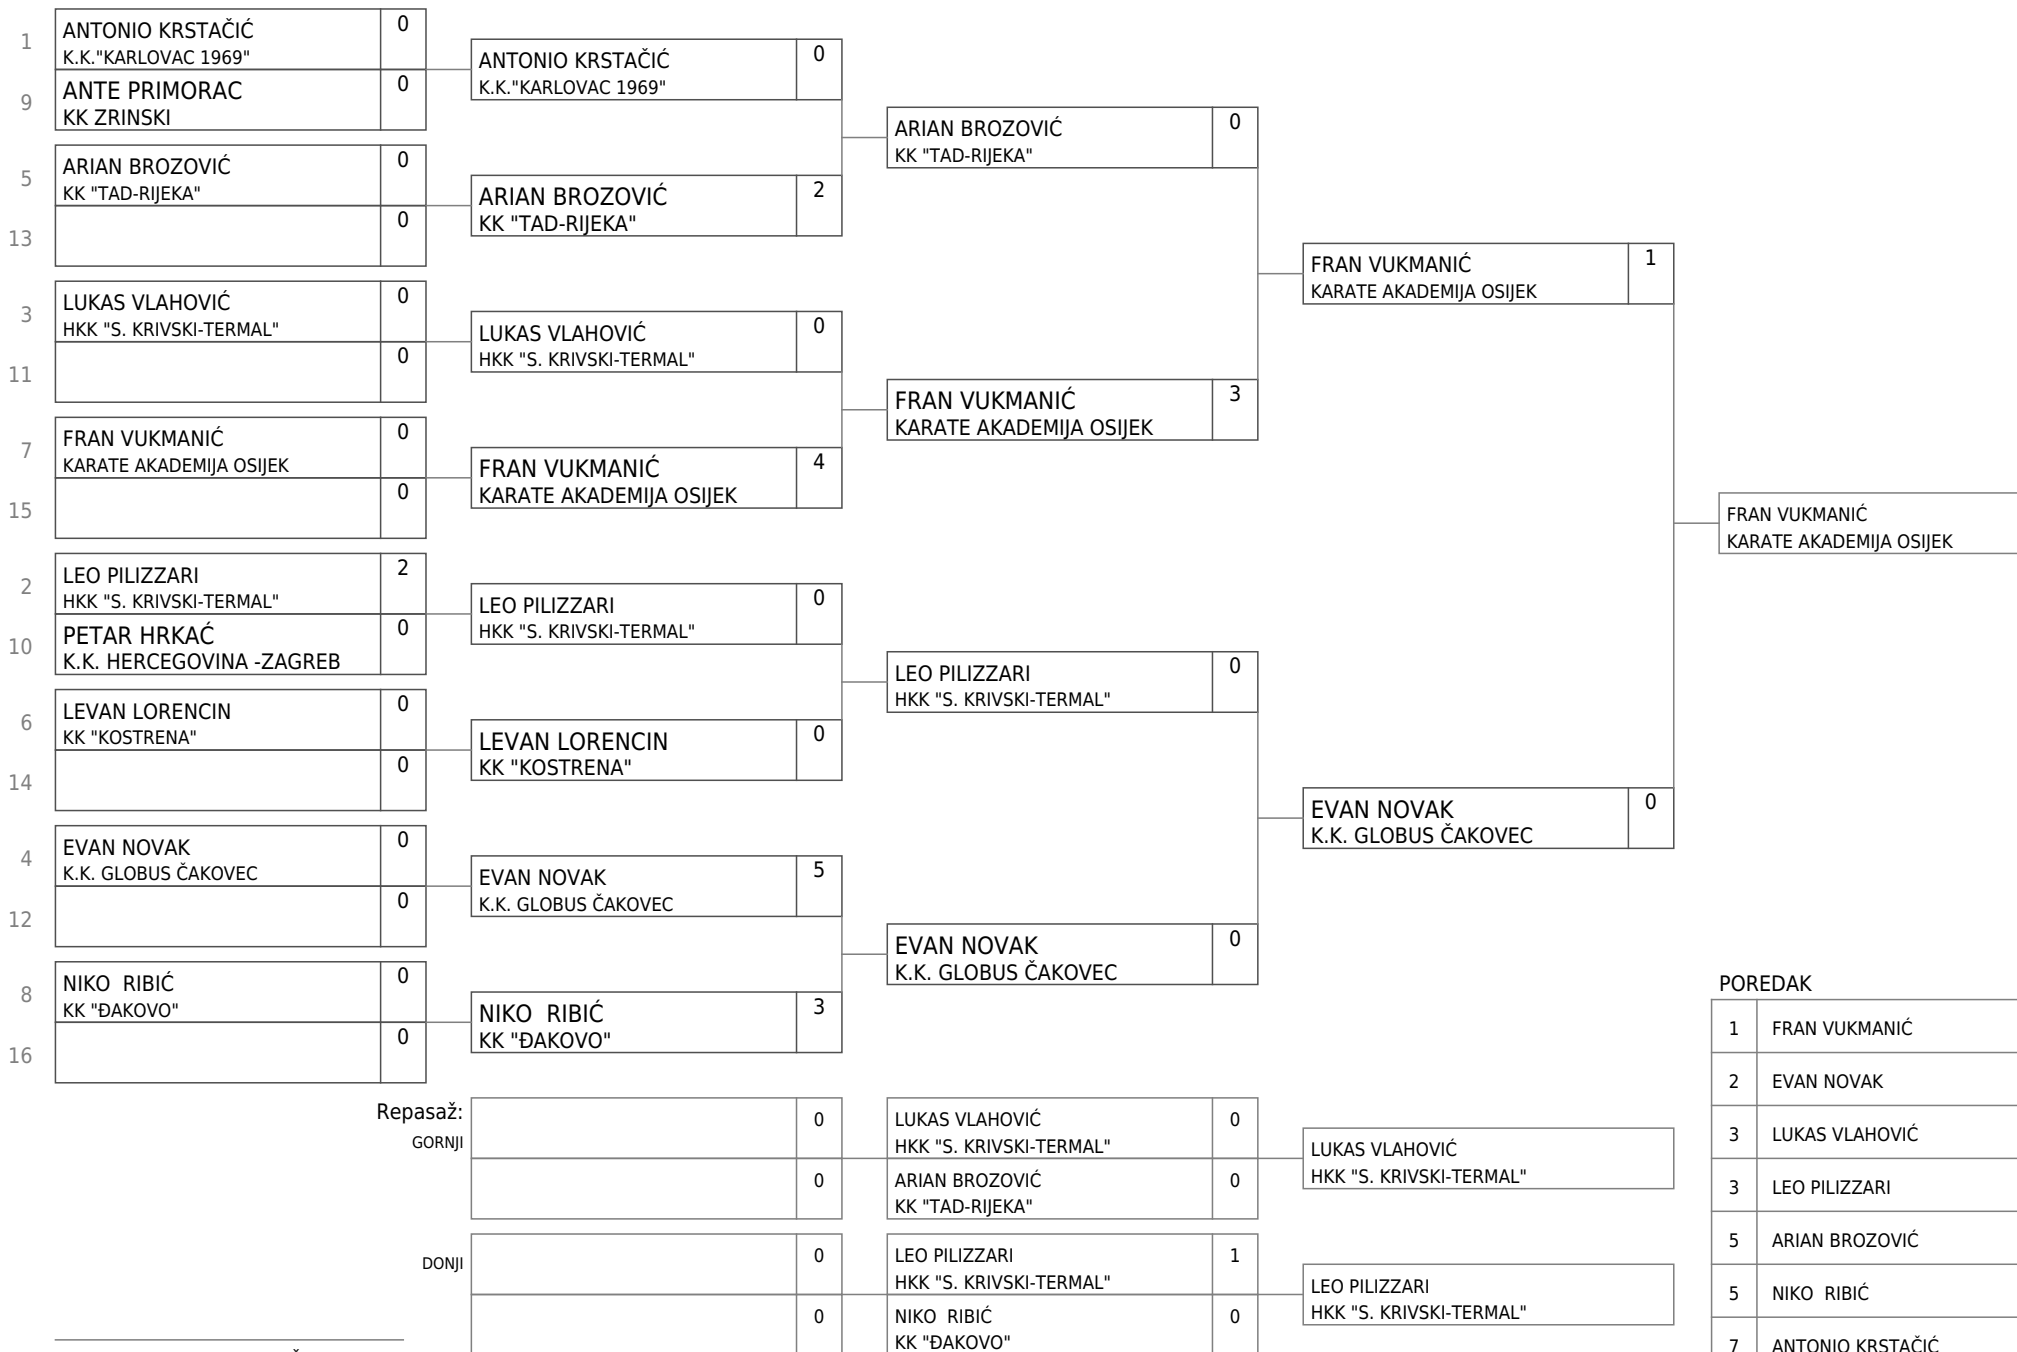 1
ANTONIO KRSTAČIĆ
K.K."KARLOVAC 1969"
0
9
ANTE PRIMORAC
KK ZRINSKI
0
5
ARIAN BROZOVIĆ
KK "TAD-RIJEKA"
0
13
0
3
LUKAS VLAHOVIĆ
HKK "S. KRIVSKI-TERMAL"
0
11
0
7
FRAN VUKMANIĆ
KARATE AKADEMIJA OSIJEK
0
15
0
2
LEO PILIZZARI
HKK "S. KRIVSKI-TERMAL"
2
10
PETAR HRKAĆ
K.K. HERCEGOVINA -ZAGREB
0
6
LEVAN LORENCIN
KK "KOSTRENA"
0
14
0
4
EVAN NOVAK
K.K. GLOBUS ČAKOVEC
0
12
0
8
NIKO  RIBIĆ
KK "ĐAKOVO"
0
16
0
ANTONIO KRSTAČIĆ
K.K."KARLOVAC 1969"
0
ARIAN BROZOVIĆ
KK "TAD-RIJEKA"
2
LUKAS VLAHOVIĆ
HKK "S. KRIVSKI-TERMAL"
0
FRAN VUKMANIĆ
KARATE AKADEMIJA OSIJEK
4
LEO PILIZZARI
HKK "S. KRIVSKI-TERMAL"
0
LEVAN LORENCIN
KK "KOSTRENA"
0
EVAN NOVAK
K.K. GLOBUS ČAKOVEC
5
NIKO  RIBIĆ
KK "ĐAKOVO"
3
ARIAN BROZOVIĆ
KK "TAD-RIJEKA"
0
FRAN VUKMANIĆ
KARATE AKADEMIJA OSIJEK
3
LEO PILIZZARI
HKK "S. KRIVSKI-TERMAL"
0
EVAN NOVAK
K.K. GLOBUS ČAKOVEC
0
FRAN VUKMANIĆ
KARATE AKADEMIJA OSIJEK
1
EVAN NOVAK
K.K. GLOBUS ČAKOVEC
0
FRAN VUKMANIĆ
KARATE AKADEMIJA OSIJEK
Repasaž:
GORNJI
0
0
LUKAS VLAHOVIĆ
HKK "S. KRIVSKI-TERMAL"
0
ARIAN BROZOVIĆ
KK "TAD-RIJEKA"
0
LUKAS VLAHOVIĆ
HKK "S. KRIVSKI-TERMAL"
DONJI
0
0
LEO PILIZZARI
HKK "S. KRIVSKI-TERMAL"
1
NIKO  RIBIĆ
KK "ĐAKOVO"
0
LEO PILIZZARI
HKK "S. KRIVSKI-TERMAL"
POREDAK
1 FRAN VUKMANIĆ
2 EVAN NOVAK
3 LUKAS VLAHOVIĆ
3 LEO PILIZZARI
5 ARIAN BROZOVIĆ
5 NIKO  RIBIĆ
7 ANTONIO KRSTAČIĆ